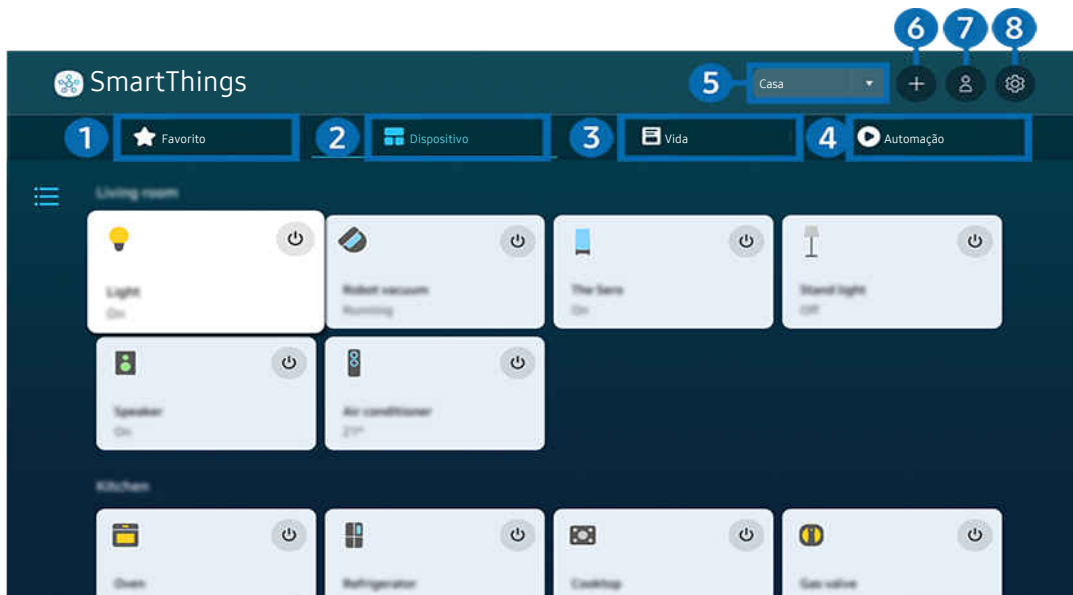 6 7 8
SmartThings
5 Casa
1 Favorito 2 Dispositivo 3 Vida 4 Automação
Living room
Light Robot vacuum The Sero Stand light
On Running On Off
Speaker Air conditioner
On 21°
Kitchen
Oven Refrigerator Cooktop Gas valve